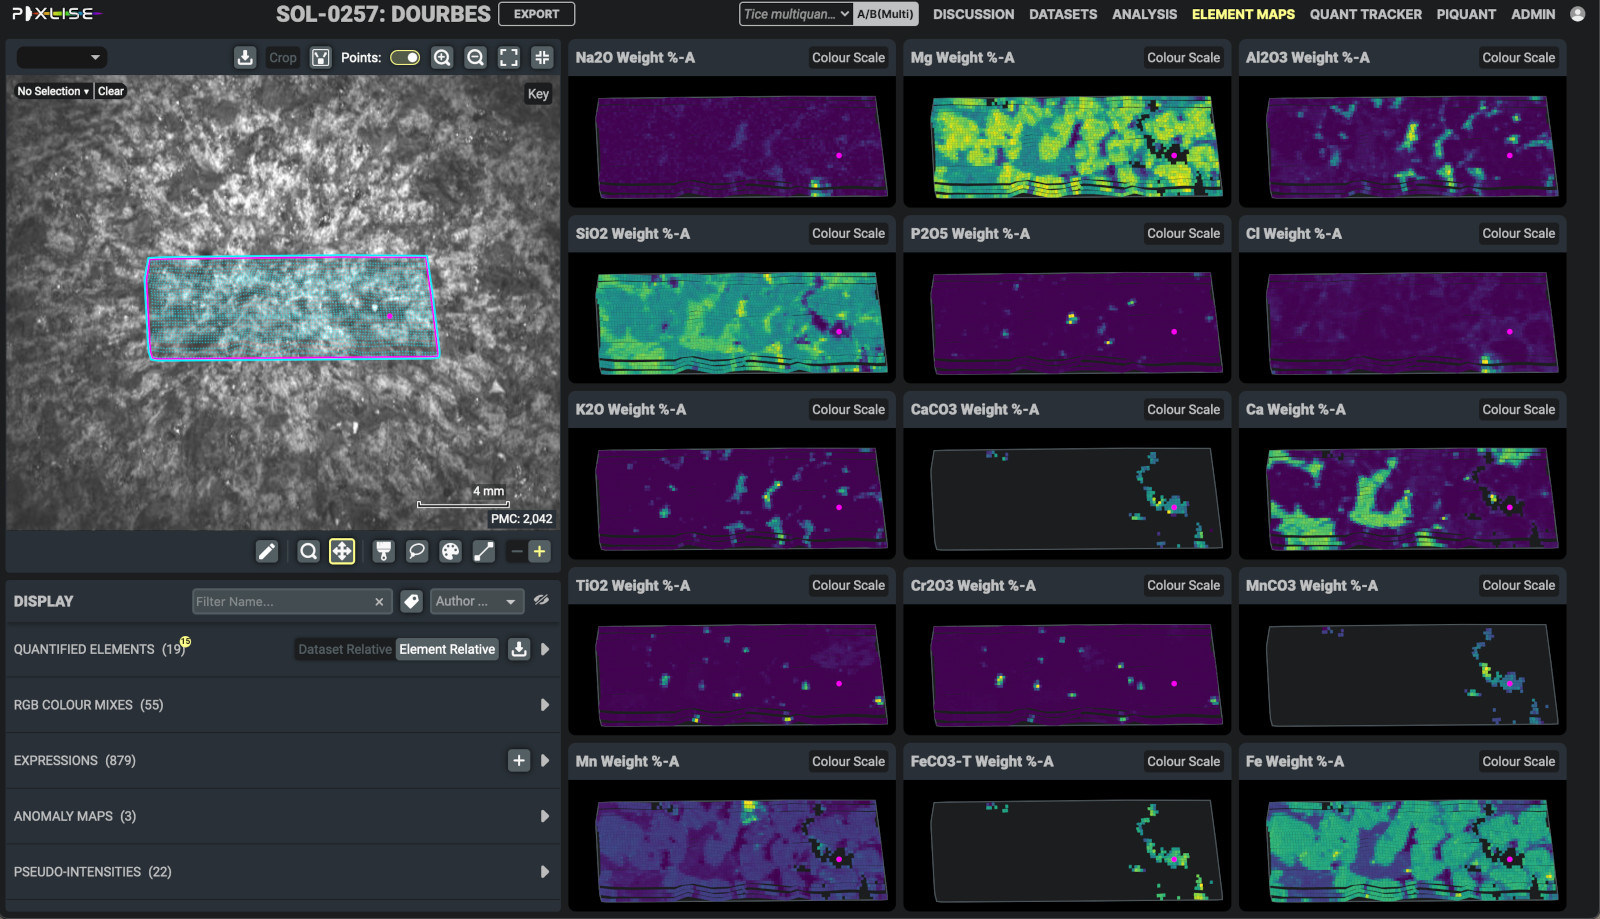 PIXLISE
SOL-0257: DOURBES
EXPORT
Tice multiquan...
A/B(Multi)
DISCUSSION
DATASETS
ANALYSIS
ELEMENT MAPS
QUANT TRACKER
PIQUANT
ADMIN
Crop
Points:
No Selection ▾
Clear
Key
4 mm
PMC: 2,042
DISPLAY
Filter Name...
Author ...
QUANTIFIED ELEMENTS (19)
15
Dataset Relative
Element Relative
RGB COLOUR MIXES (55)
EXPRESSIONS (879)
ANOMALY MAPS (3)
PSEUDO-INTENSITIES (22)
Na2O Weight %-A
Colour Scale
Mg Weight %-A
Colour Scale
Al2O3 Weight %-A
Colour Scale
SiO2 Weight %-A
Colour Scale
P2O5 Weight %-A
Colour Scale
Cl Weight %-A
Colour Scale
K2O Weight %-A
Colour Scale
CaCO3 Weight %-A
Colour Scale
Ca Weight %-A
Colour Scale
TiO2 Weight %-A
Colour Scale
Cr2O3 Weight %-A
Colour Scale
MnCO3 Weight %-A
Colour Scale
Mn Weight %-A
Colour Scale
FeCO3-T Weight %-A
Colour Scale
Fe Weight %-A
Colour Scale